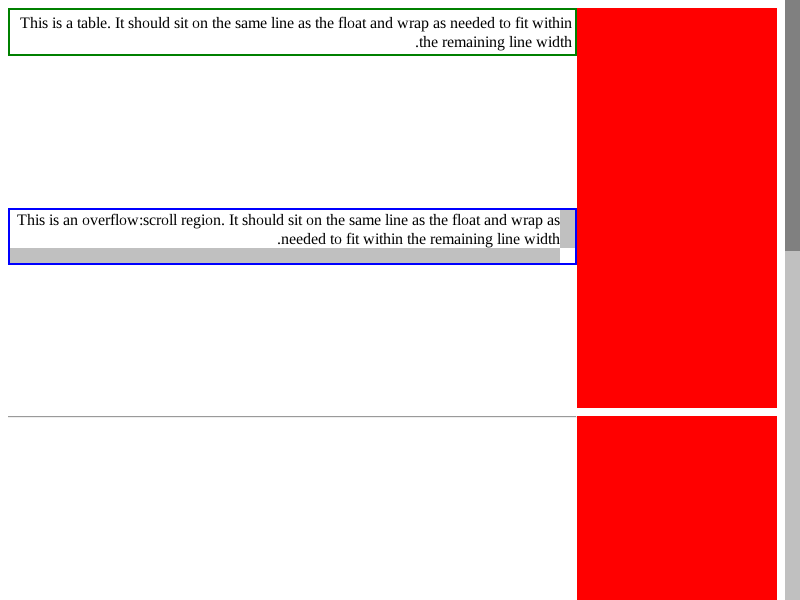 This is a table. It should sit on the same line as the float and wrap as needed to fit within
.the remaining line width
This is an overflow:scroll region. It should sit on the same line as the float and wrap as
.needed to fit within the remaining line width